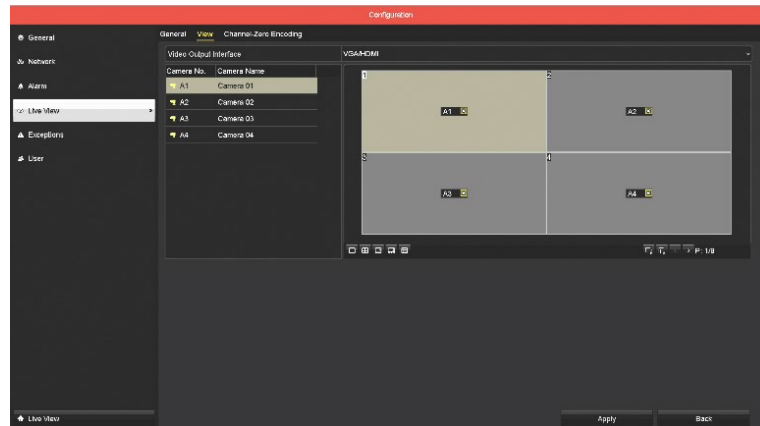 Configuration
General
Network
Alarm
Live View
Exceptions
User
General View Channel-Zero Encoding
Video Output Interface VGA/HDMI
Camera No. Camera Name
A1 Camera 01
A2 Camera 02
A3 Camera 03
A4 Camera 04
1 2
A1 A2
3 4
A3 A4
Live View
Apply Back